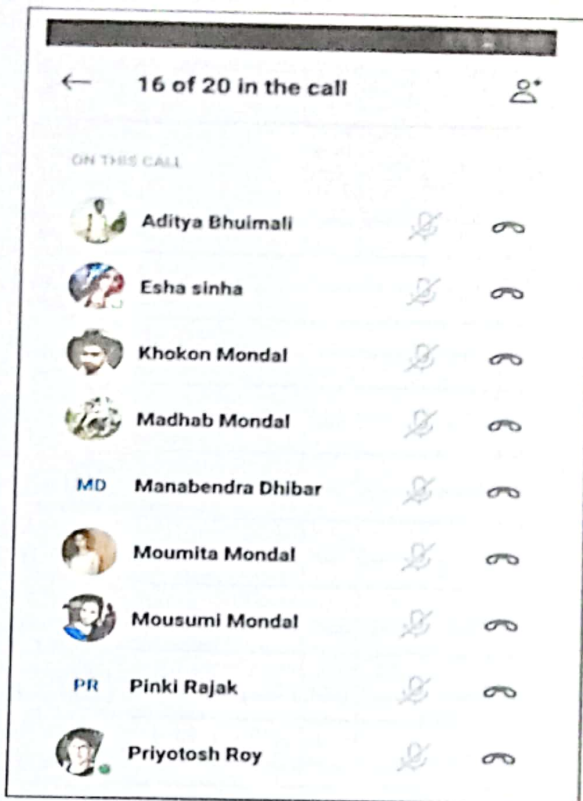 16 of 20 in the call
ON THIS CALL
Aditya Bhuimali
Esha sinha
Khokon Mondal
Madhab Mondal
MD Manabendra Dhibar
Moumita Mondal
Mousumi Mondal
PR Pinki Rajak
Priyotosh Roy